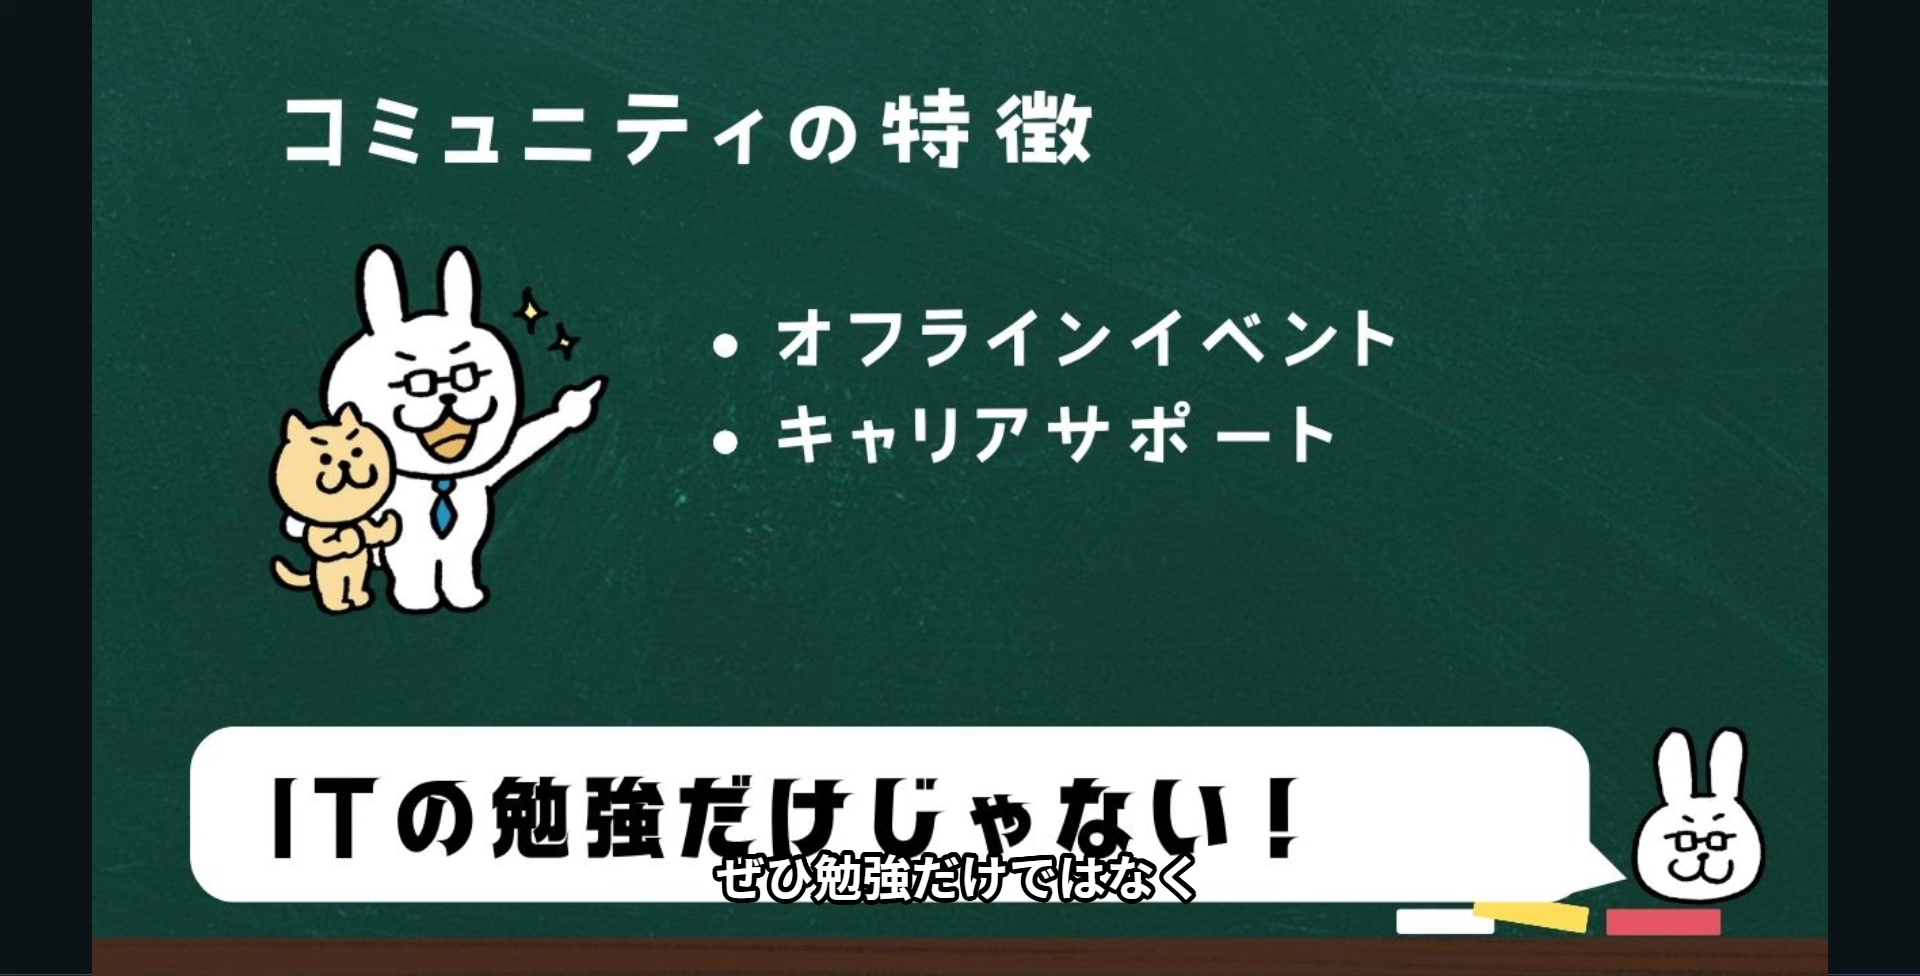 コミュニティの特徴
• オフラインイベント
• キャリアサポート
ITの勉強だけじゃない！
ぜひ勉強だけではなく